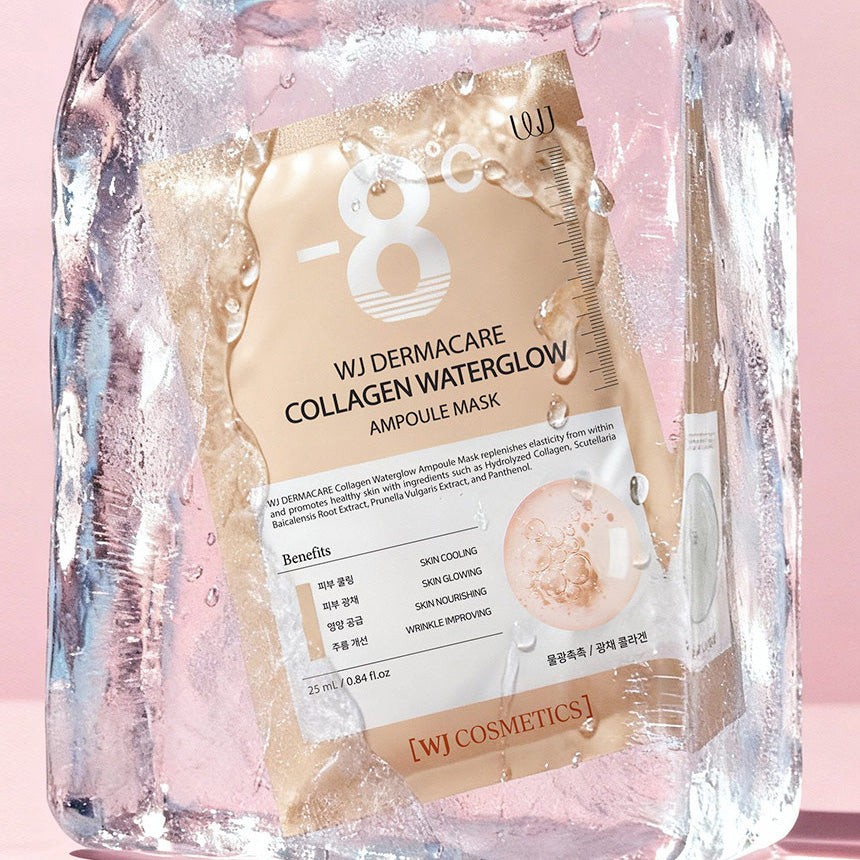 WJ
-8°C
WJ DERMACARE
COLLAGEN WATERGLOW
AMPOULE MASK
WJ DERMACARE Collagen Waterglow Ampoule Mask replenishes elasticity from within
and promotes healthy skin with ingredients such as Hydrolyzed Collagen, Scutellaria
Baicalensis Root Extract, Prunella Vulgaris Extract, and Panthenol.
Benefits
피부 쿨링 SKIN COOLING
피부 광채 SKIN GLOWING
영양 공급 SKIN NOURISHING
주름 개선 WRINKLE IMPROVING
물광촉촉 / 광채 콜라겐
25 mL / 0.84 fl.oz
[WJ COSMETICS]